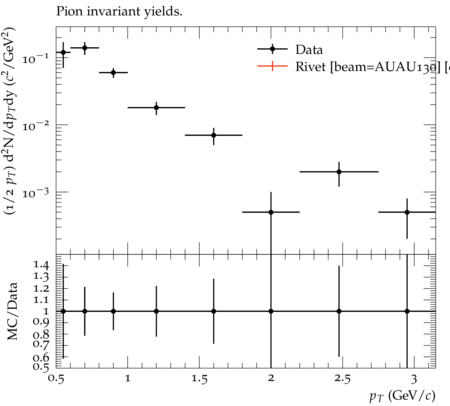 Pion invariant yields.
(1/2 p_T) d²N/dp_Tdy (c²/GeV²)
10⁻¹
10⁻²
10⁻³
Data
Rivet [beam=AUAU130] [c
MC/Data
1.4
1.3
1.2
1.1
1
0.9
0.8
0.7
0.6
0.5
0.5 1 1.5 2 2.5 3
p_T (GeV/c)